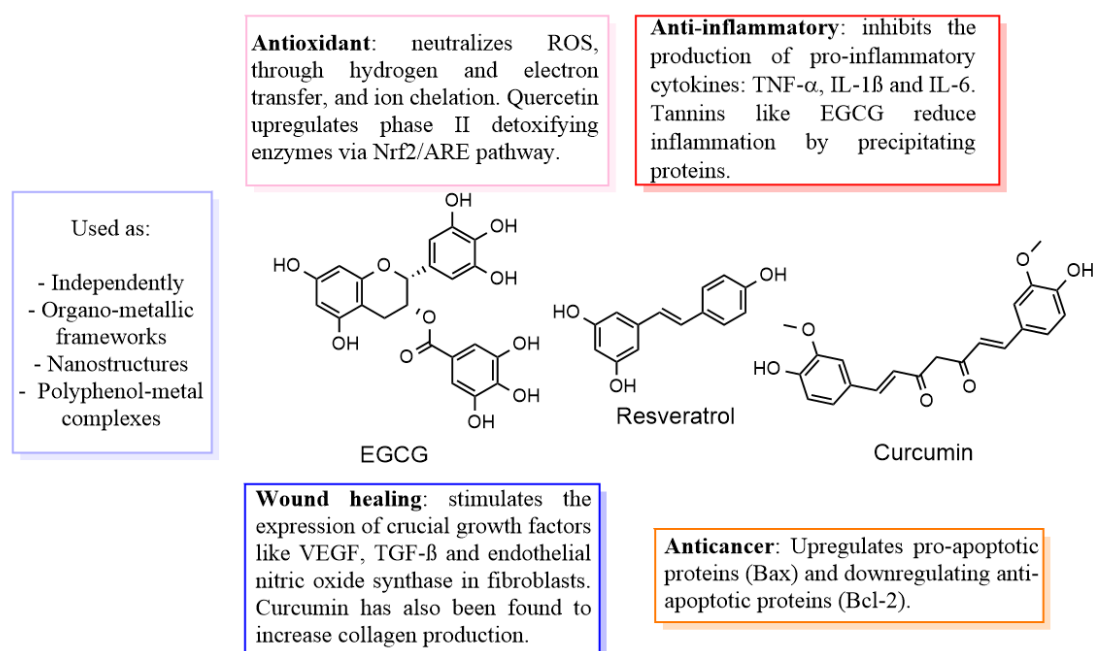 Antioxidant: neutralizes ROS,
through hydrogen and electron
transfer, and ion chelation. Quercetin
upregulates phase II detoxifying
enzymes via Nrf2/ARE pathway.
Anti-inflammatory: inhibits the
production of pro-inflammatory
cytokines: TNF-α, IL-1ß and IL-6.
Tannins like EGCG reduce
inflammation by precipitating
proteins.
Used as:
- Independently
- Organo-metallic
frameworks
- Nanostructures
- Polyphenol-metal
complexes
OH
OH
OH
HO
O
O
OH
O
OH
OH
OH
EGCG
OH
HO
OH
Resveratrol
O
OH
O
HO
O
O
Curcumin
Wound healing: stimulates the
expression of crucial growth factors
like VEGF, TGF-ß and endothelial
nitric oxide synthase in fibroblasts.
Curcumin has also been found to
increase collagen production.
Anticancer: Upregulates pro-apoptotic
proteins (Bax) and downregulating anti-
apoptotic proteins (Bcl-2).